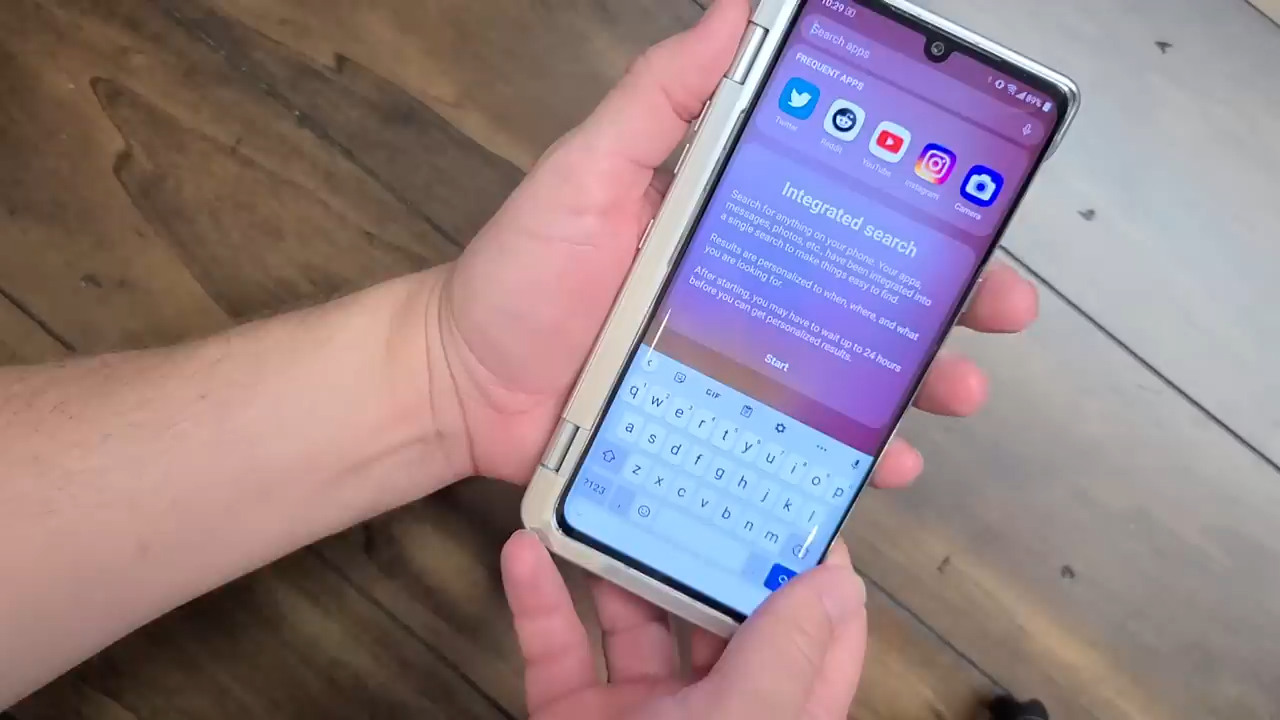 10:29
89%
Search apps
FREQUENT APPS
Twitter
Reddit
YouTube
Instagram
Camera
Integrated search
Search for anything on your phone. Your apps,
messages, photos, etc., have been integrated into
a single search to make things easy to find.
Results are personalized to when, where, and what
you are looking for.
After starting, you may have to wait up to 24 hours
before you can get personalized results.
Start
GIF
q w e r t y u i o p
a s d f g h j k l
z x c v b n m
?123 ,